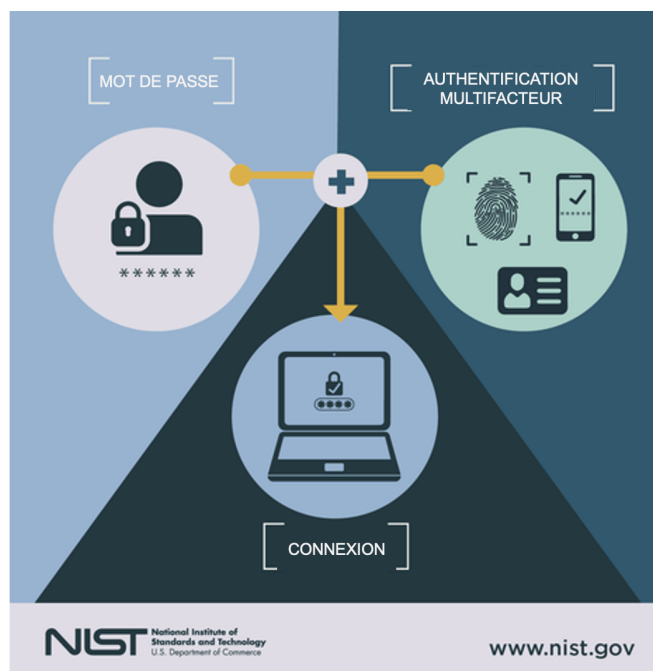 MOT DE PASSE
AUTHENTIFICATION
MULTIFACTEUR
******
CONNEXION
NIST
National Institute of
Standards and Technology
U.S. Department of Commerce
www.nist.gov